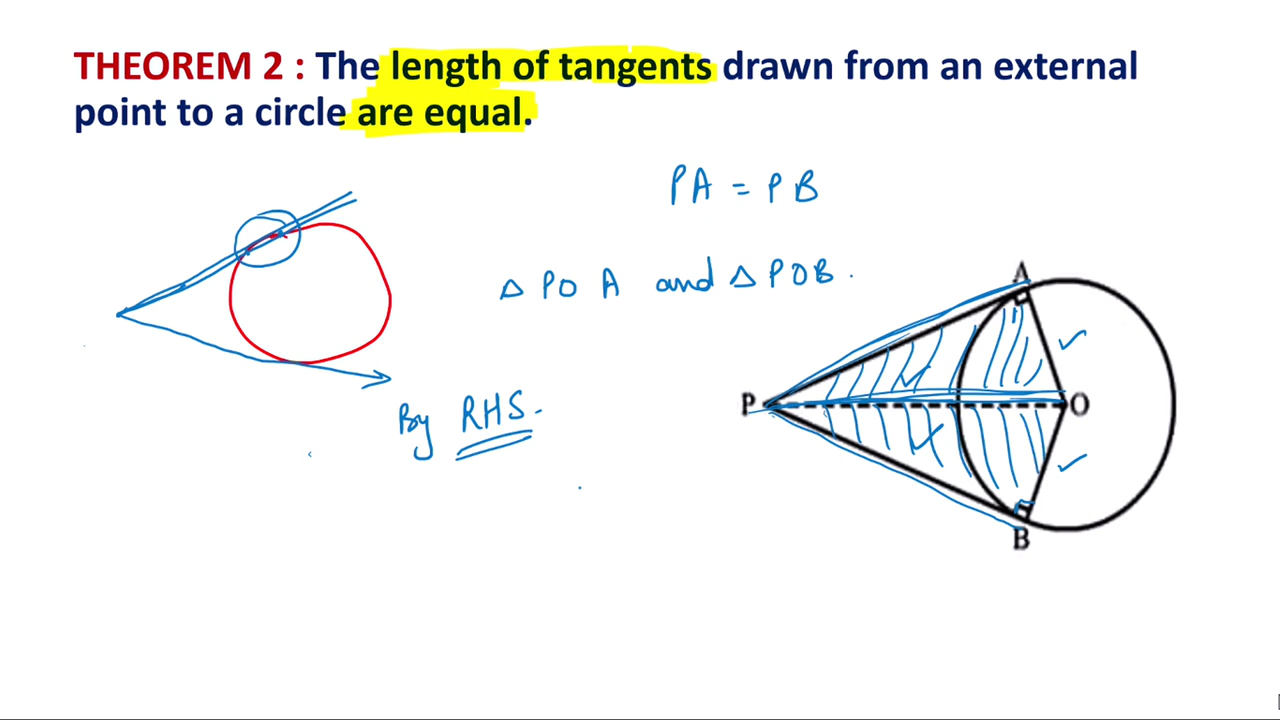 THEOREM 2 : The length of tangents drawn from an external
point to a circle are equal.
PA = PB
△ POA and △ POB.
A
By RHS.
P
O
B